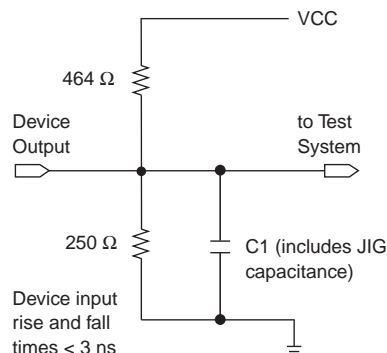 VCC
464 Ω
Device
Output
to Test
System
250 Ω
C1 (includes JIG
capacitance)
Device input
rise and fall
times < 3 ns